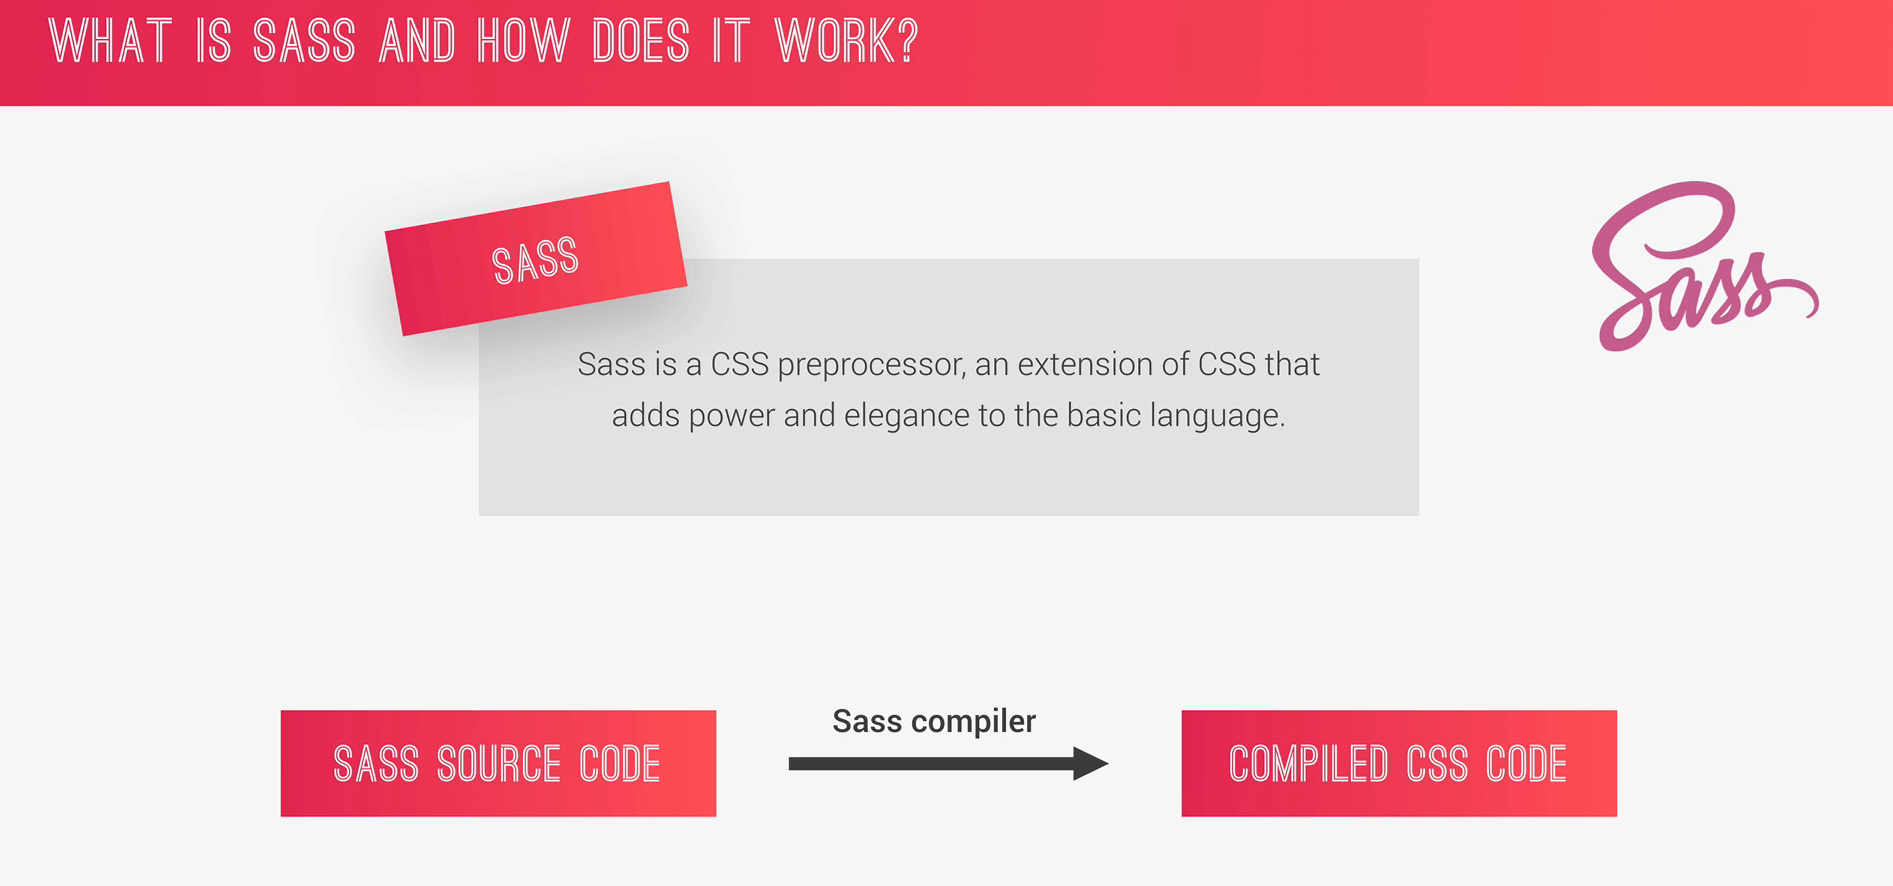 WHAT IS SASS AND HOW DOES IT WORK?
SASS
Sass
Sass is a CSS preprocessor, an extension of CSS that
adds power and elegance to the basic language.
Sass compiler
SASS SOURCE CODE
COMPILED CSS CODE